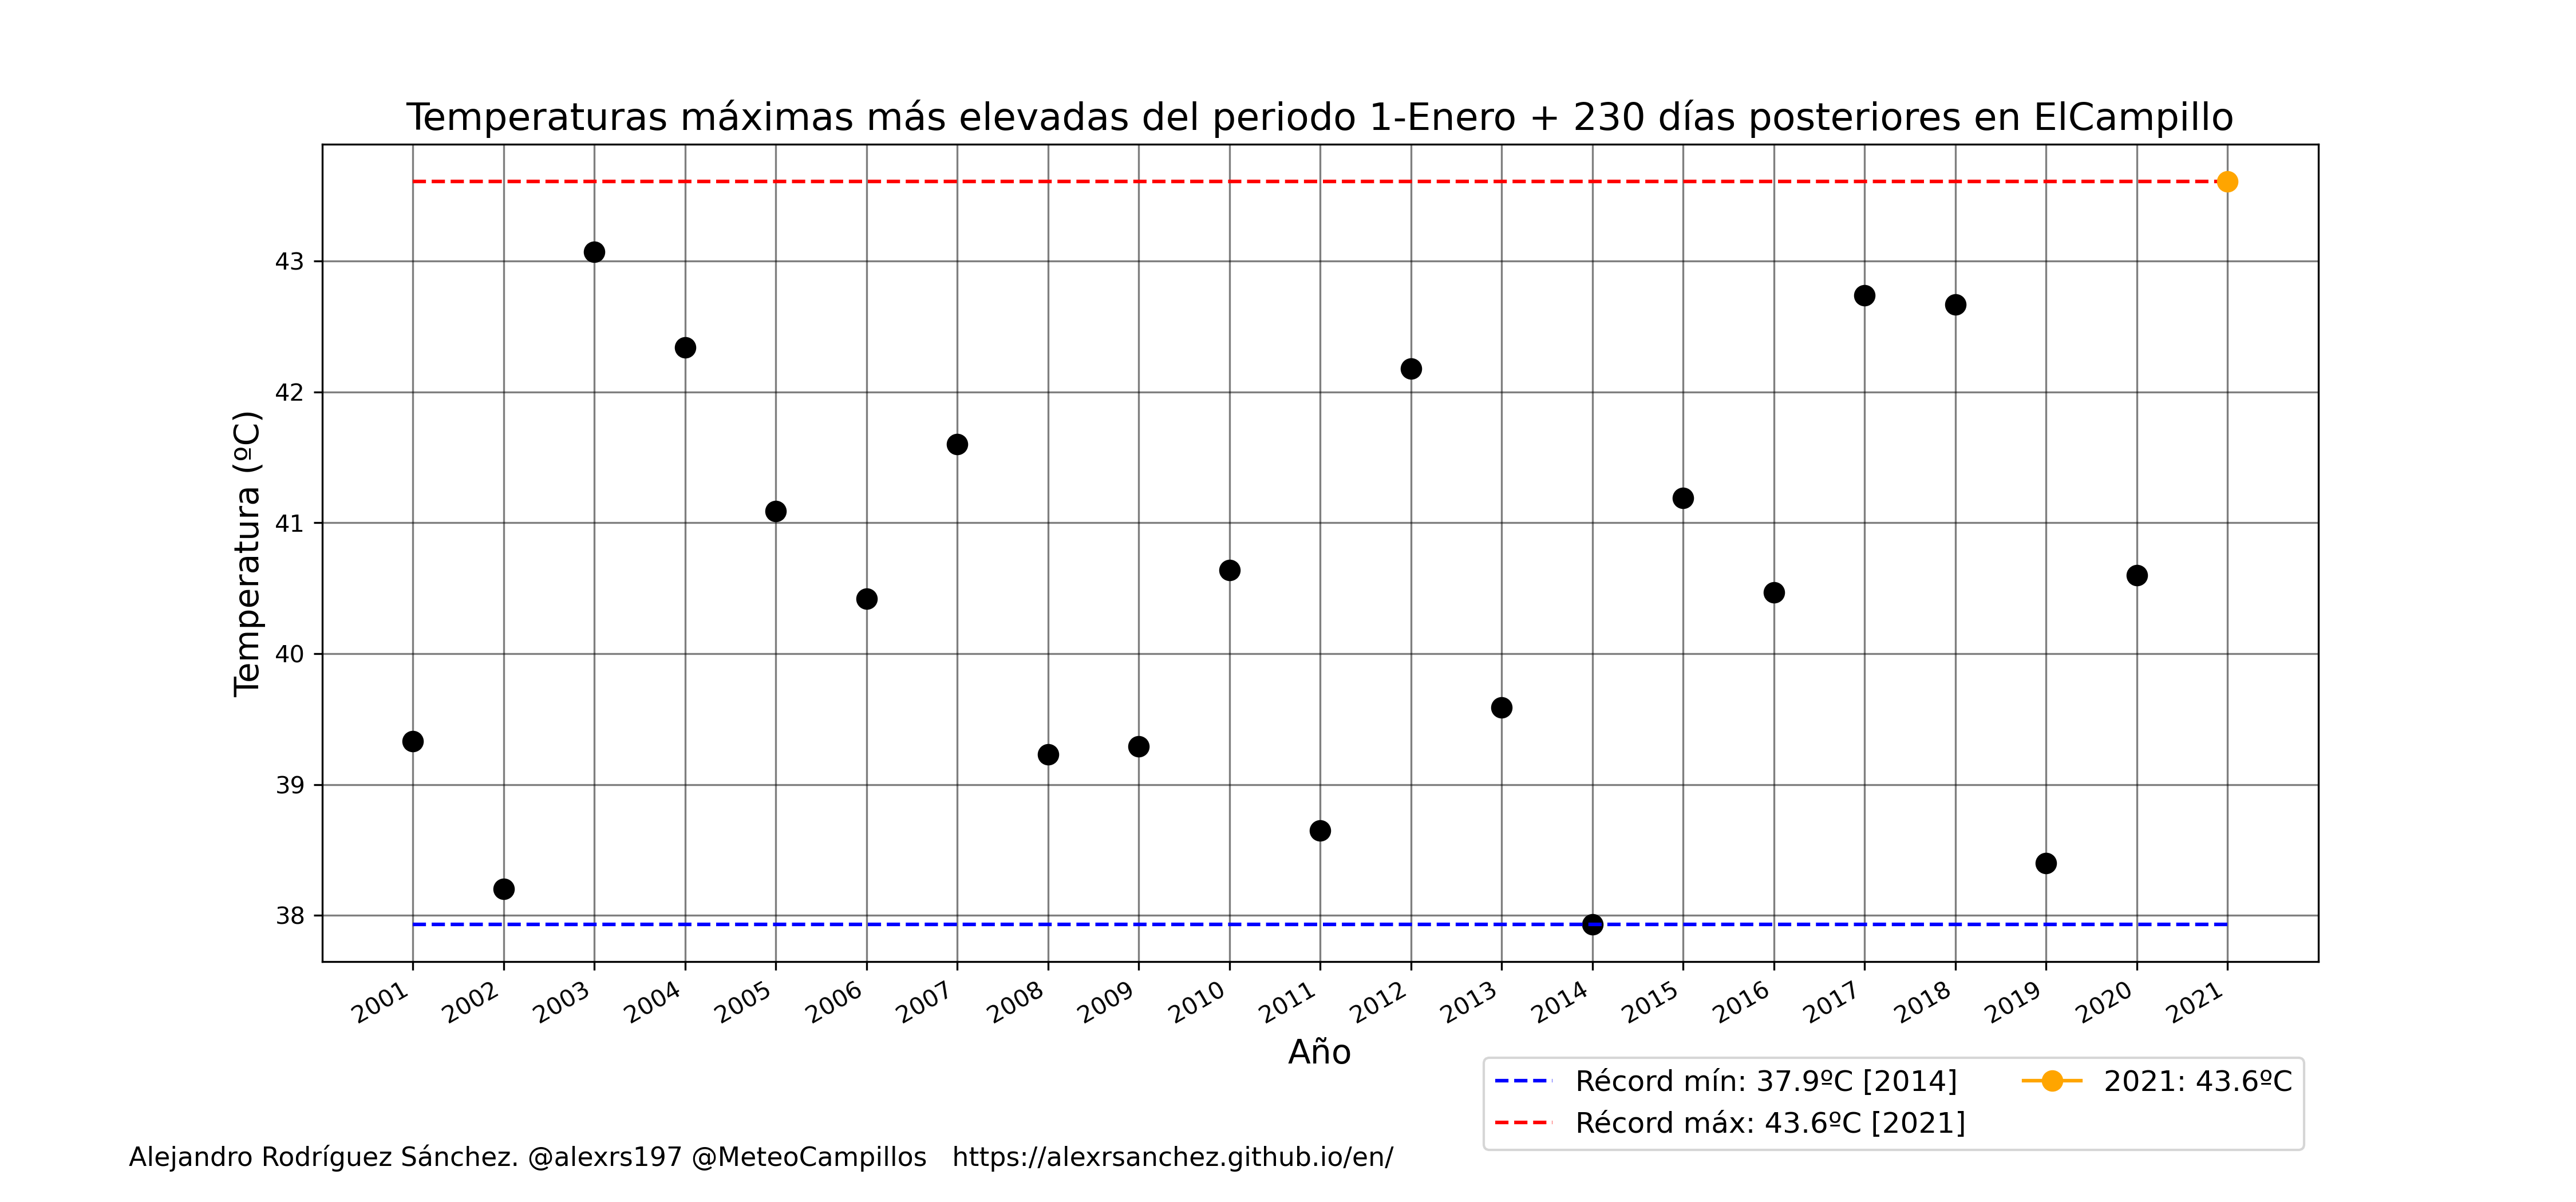 Temperaturas máximas más elevadas del periodo 1-Enero + 230 días posteriores en ElCampillo
Temperatura (ºC)
43
42
41
40
39
38
2001 2002 2003 2004 2005 2006 2007 2008 2009 2010 2011 2012 2013 2014 2015 2016 2017 2018 2019 2020 2021
Año
Récord mín: 37.9ºC [2014]
Récord máx: 43.6ºC [2021]
2021: 43.6ºC
Alejandro Rodríguez Sánchez. @alexrs197 @MeteoCampillos https://alexrsanchez.github.io/en/